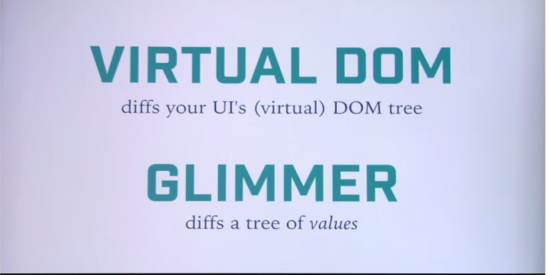 VIRTUAL DOM
diffs your UI's (virtual) DOM tree
GLIMMER
diffs a tree of values